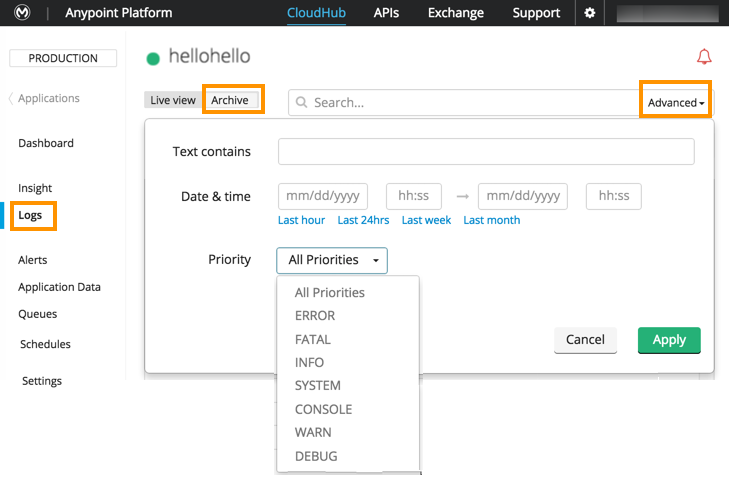 Anypoint Platform CloudHub APIs Exchange Support
PRODUCTION
hellohello
Applications
Live view Archive Search... Advanced
Dashboard
Text contains
Insight
Date & time mm/dd/yyyy hh:ss → mm/dd/yyyy hh:ss
Logs
Last hour Last 24hrs Last week Last month
Alerts
Priority All Priorities
Application Data
All Priorities
Queues
ERROR
Schedules
FATAL
Cancel Apply
INFO
Settings
SYSTEM
CONSOLE
WARN
DEBUG